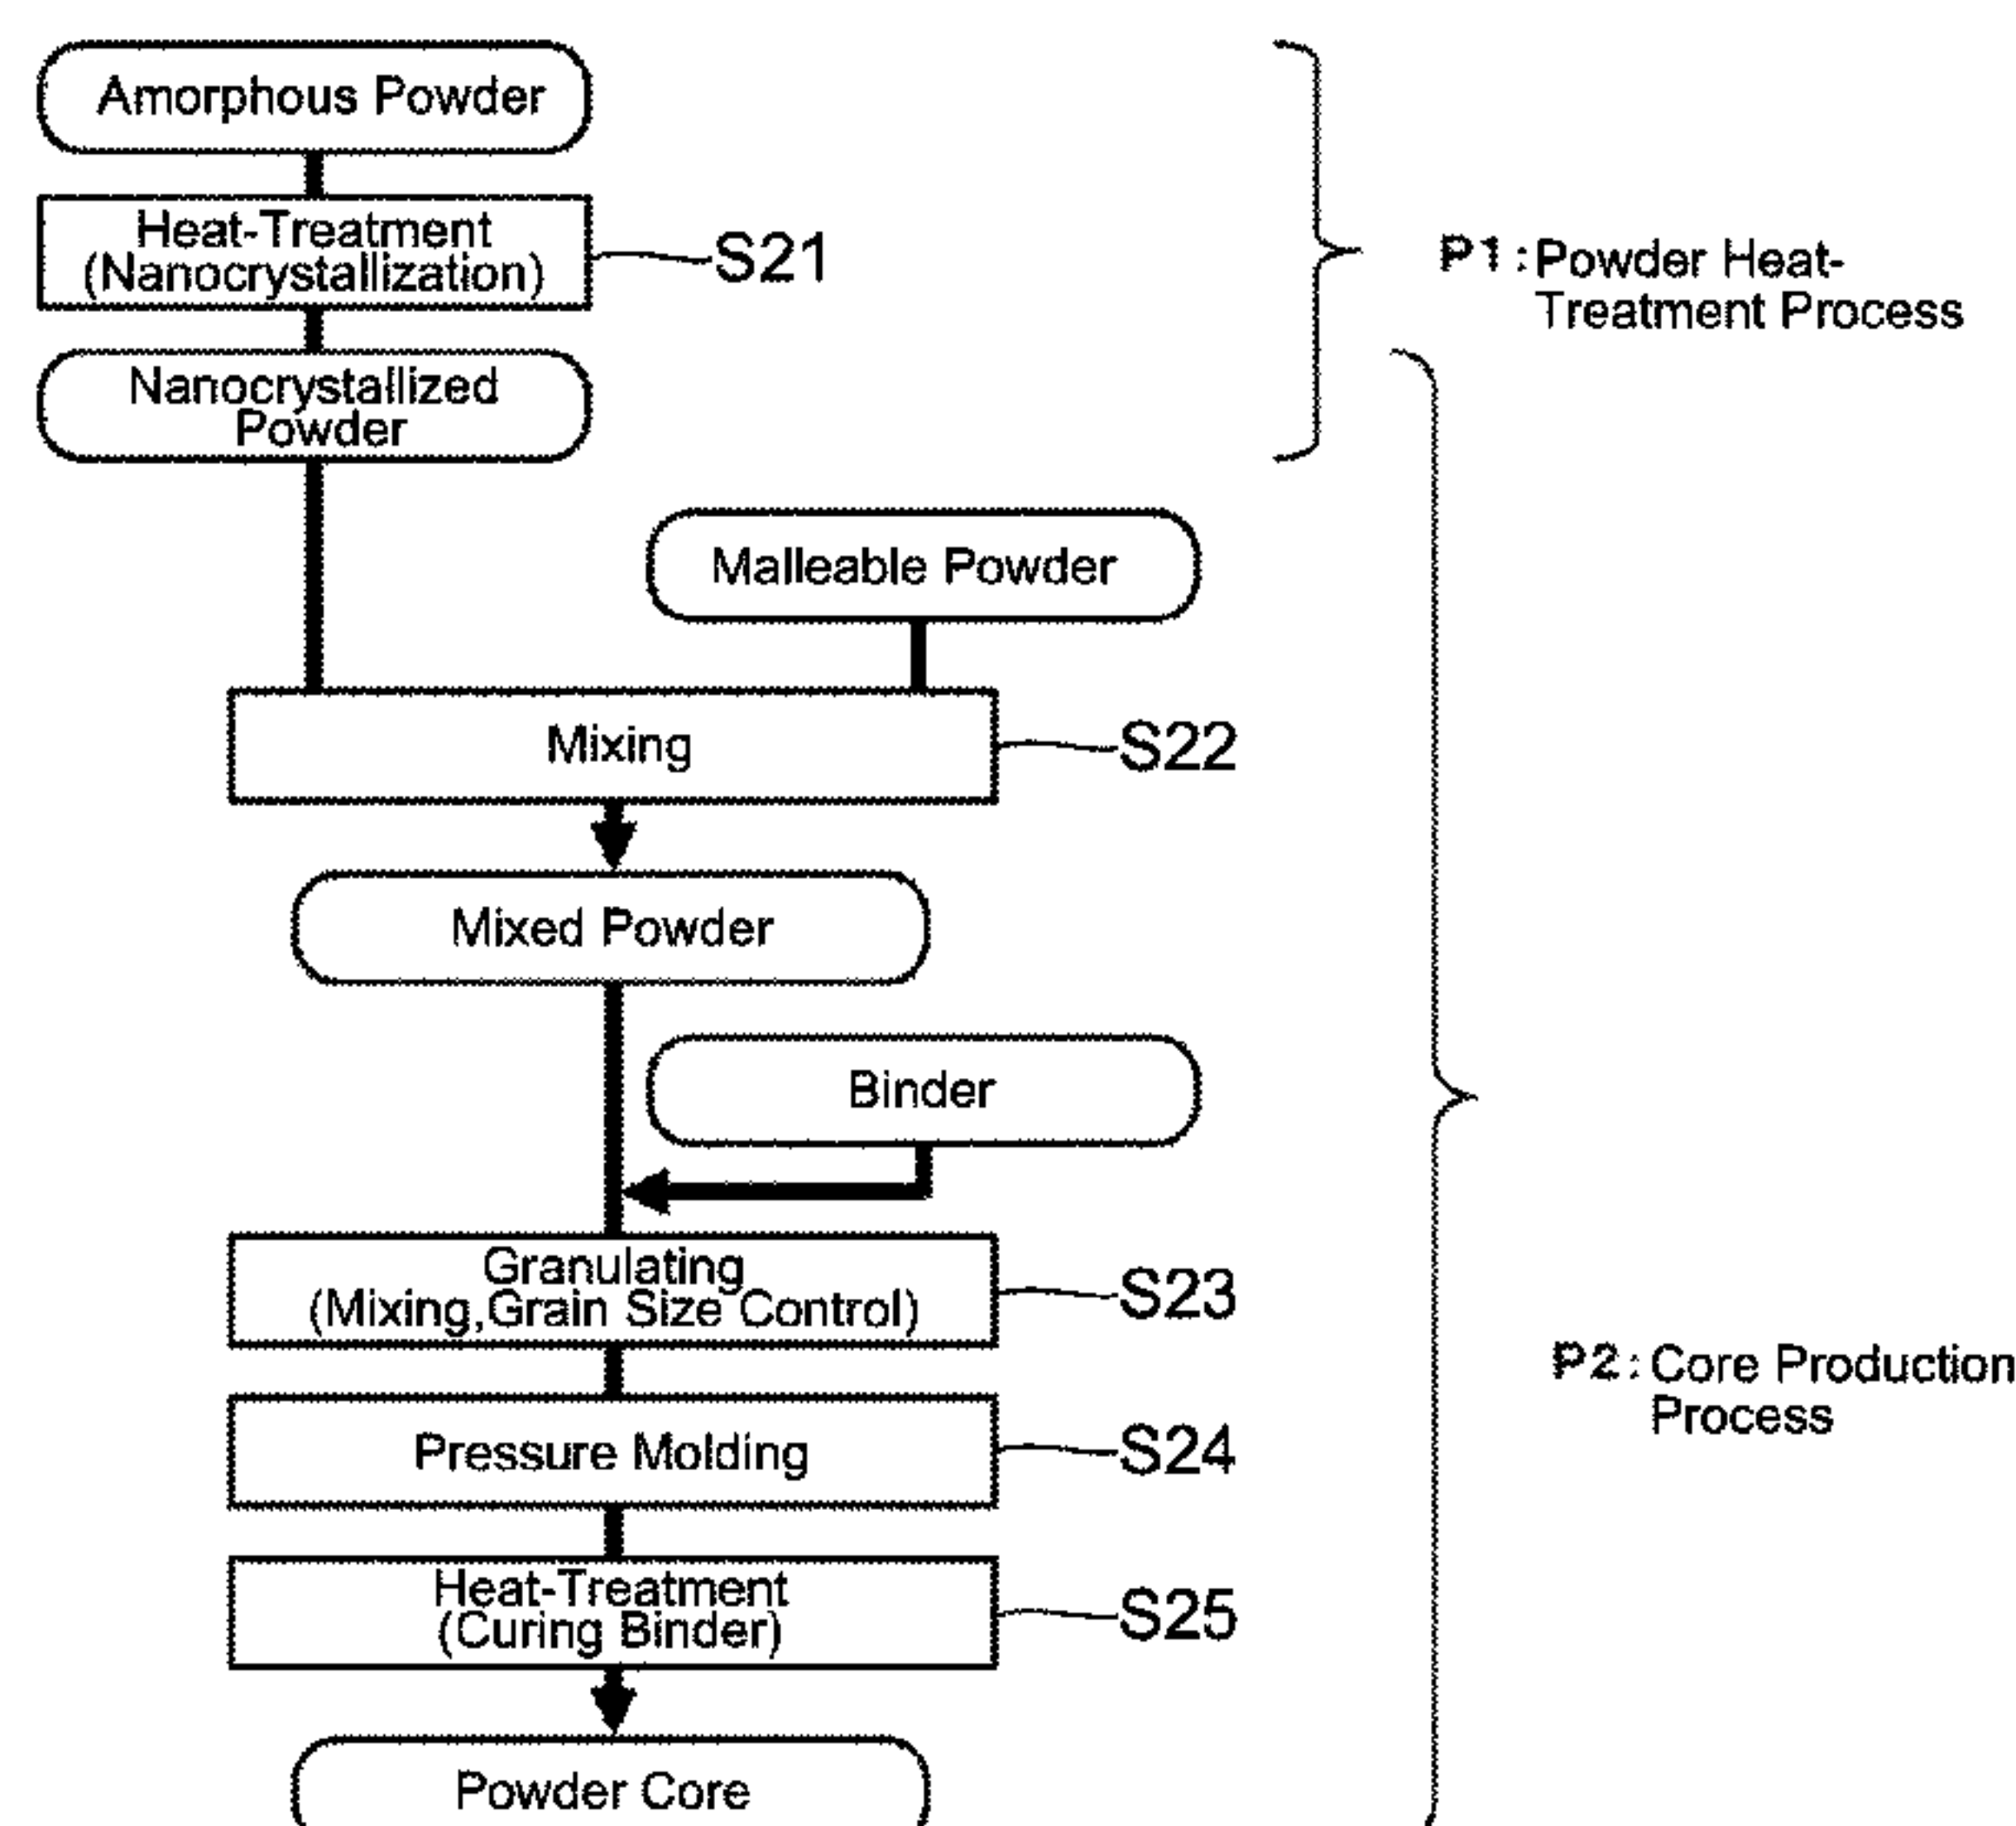 Amorphous Powder
Heat-Treatment
(Nanocrystallization)
S21
P1:Powder Heat-
Treatment Process
Nanocrystallized
Powder
Malleable Powder
Mixing
S22
Mixed Powder
Binder
Granulating
(Mixing,Grain Size Control)
S23
P2:Core Production
Process
Pressure Molding
S24
Heat-Treatment
(Curing Binder)
S25
Powder Core